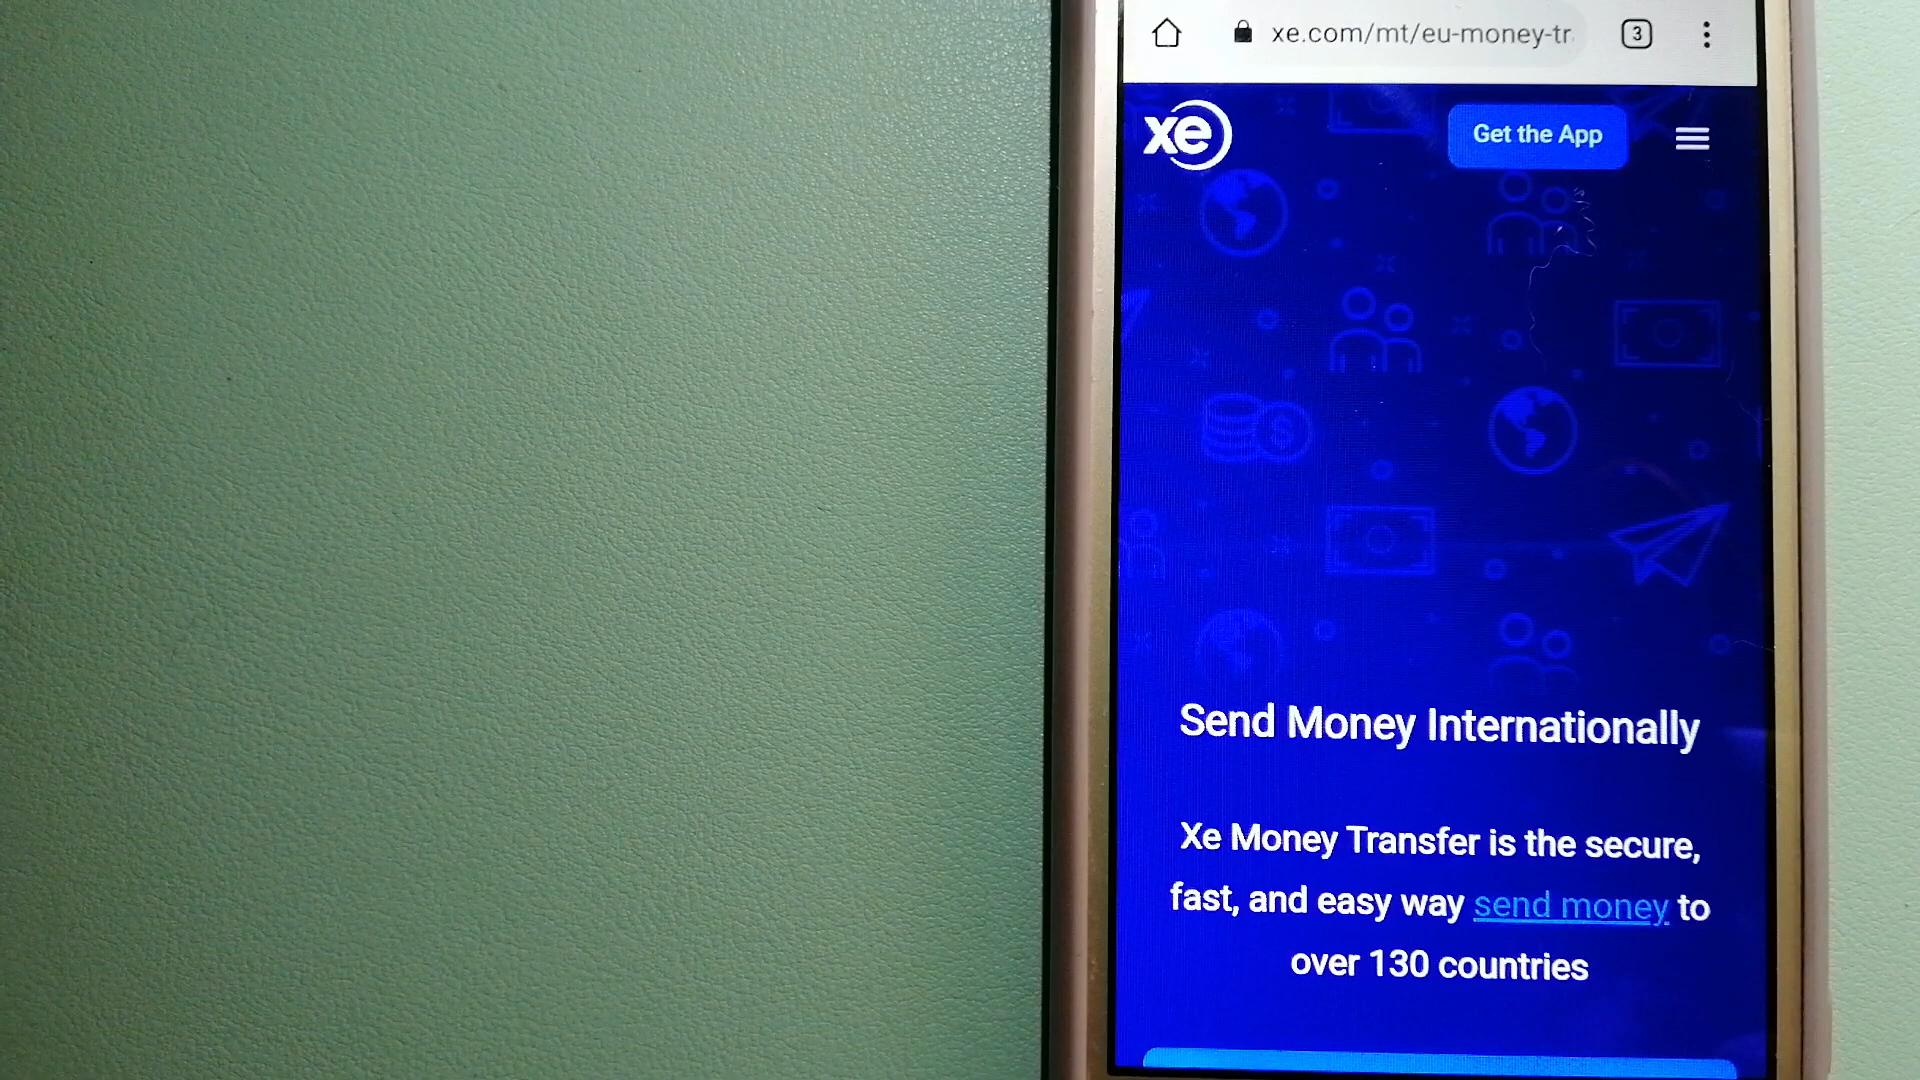 xe.com/mt/eu-money-tr
3
xe
Get the App
Send Money Internationally
Xe Money Transfer is the secure,
fast, and easy way send money to
over 130 countries